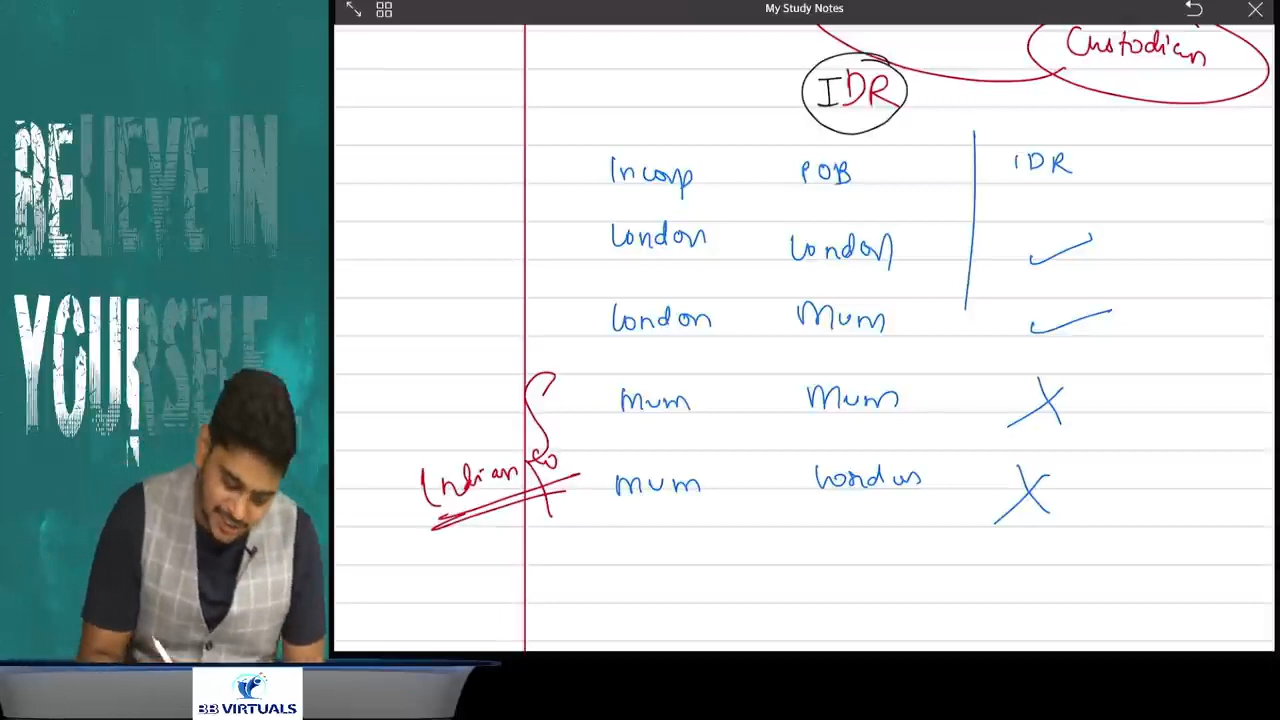 My Study Notes
BELIEVE IN
YOURSELF
Custodian
IDR
Incorp POB IDR
London London
London Mum
Mum Mum X
Indian Co
Mum London X
BB VIRTUALS